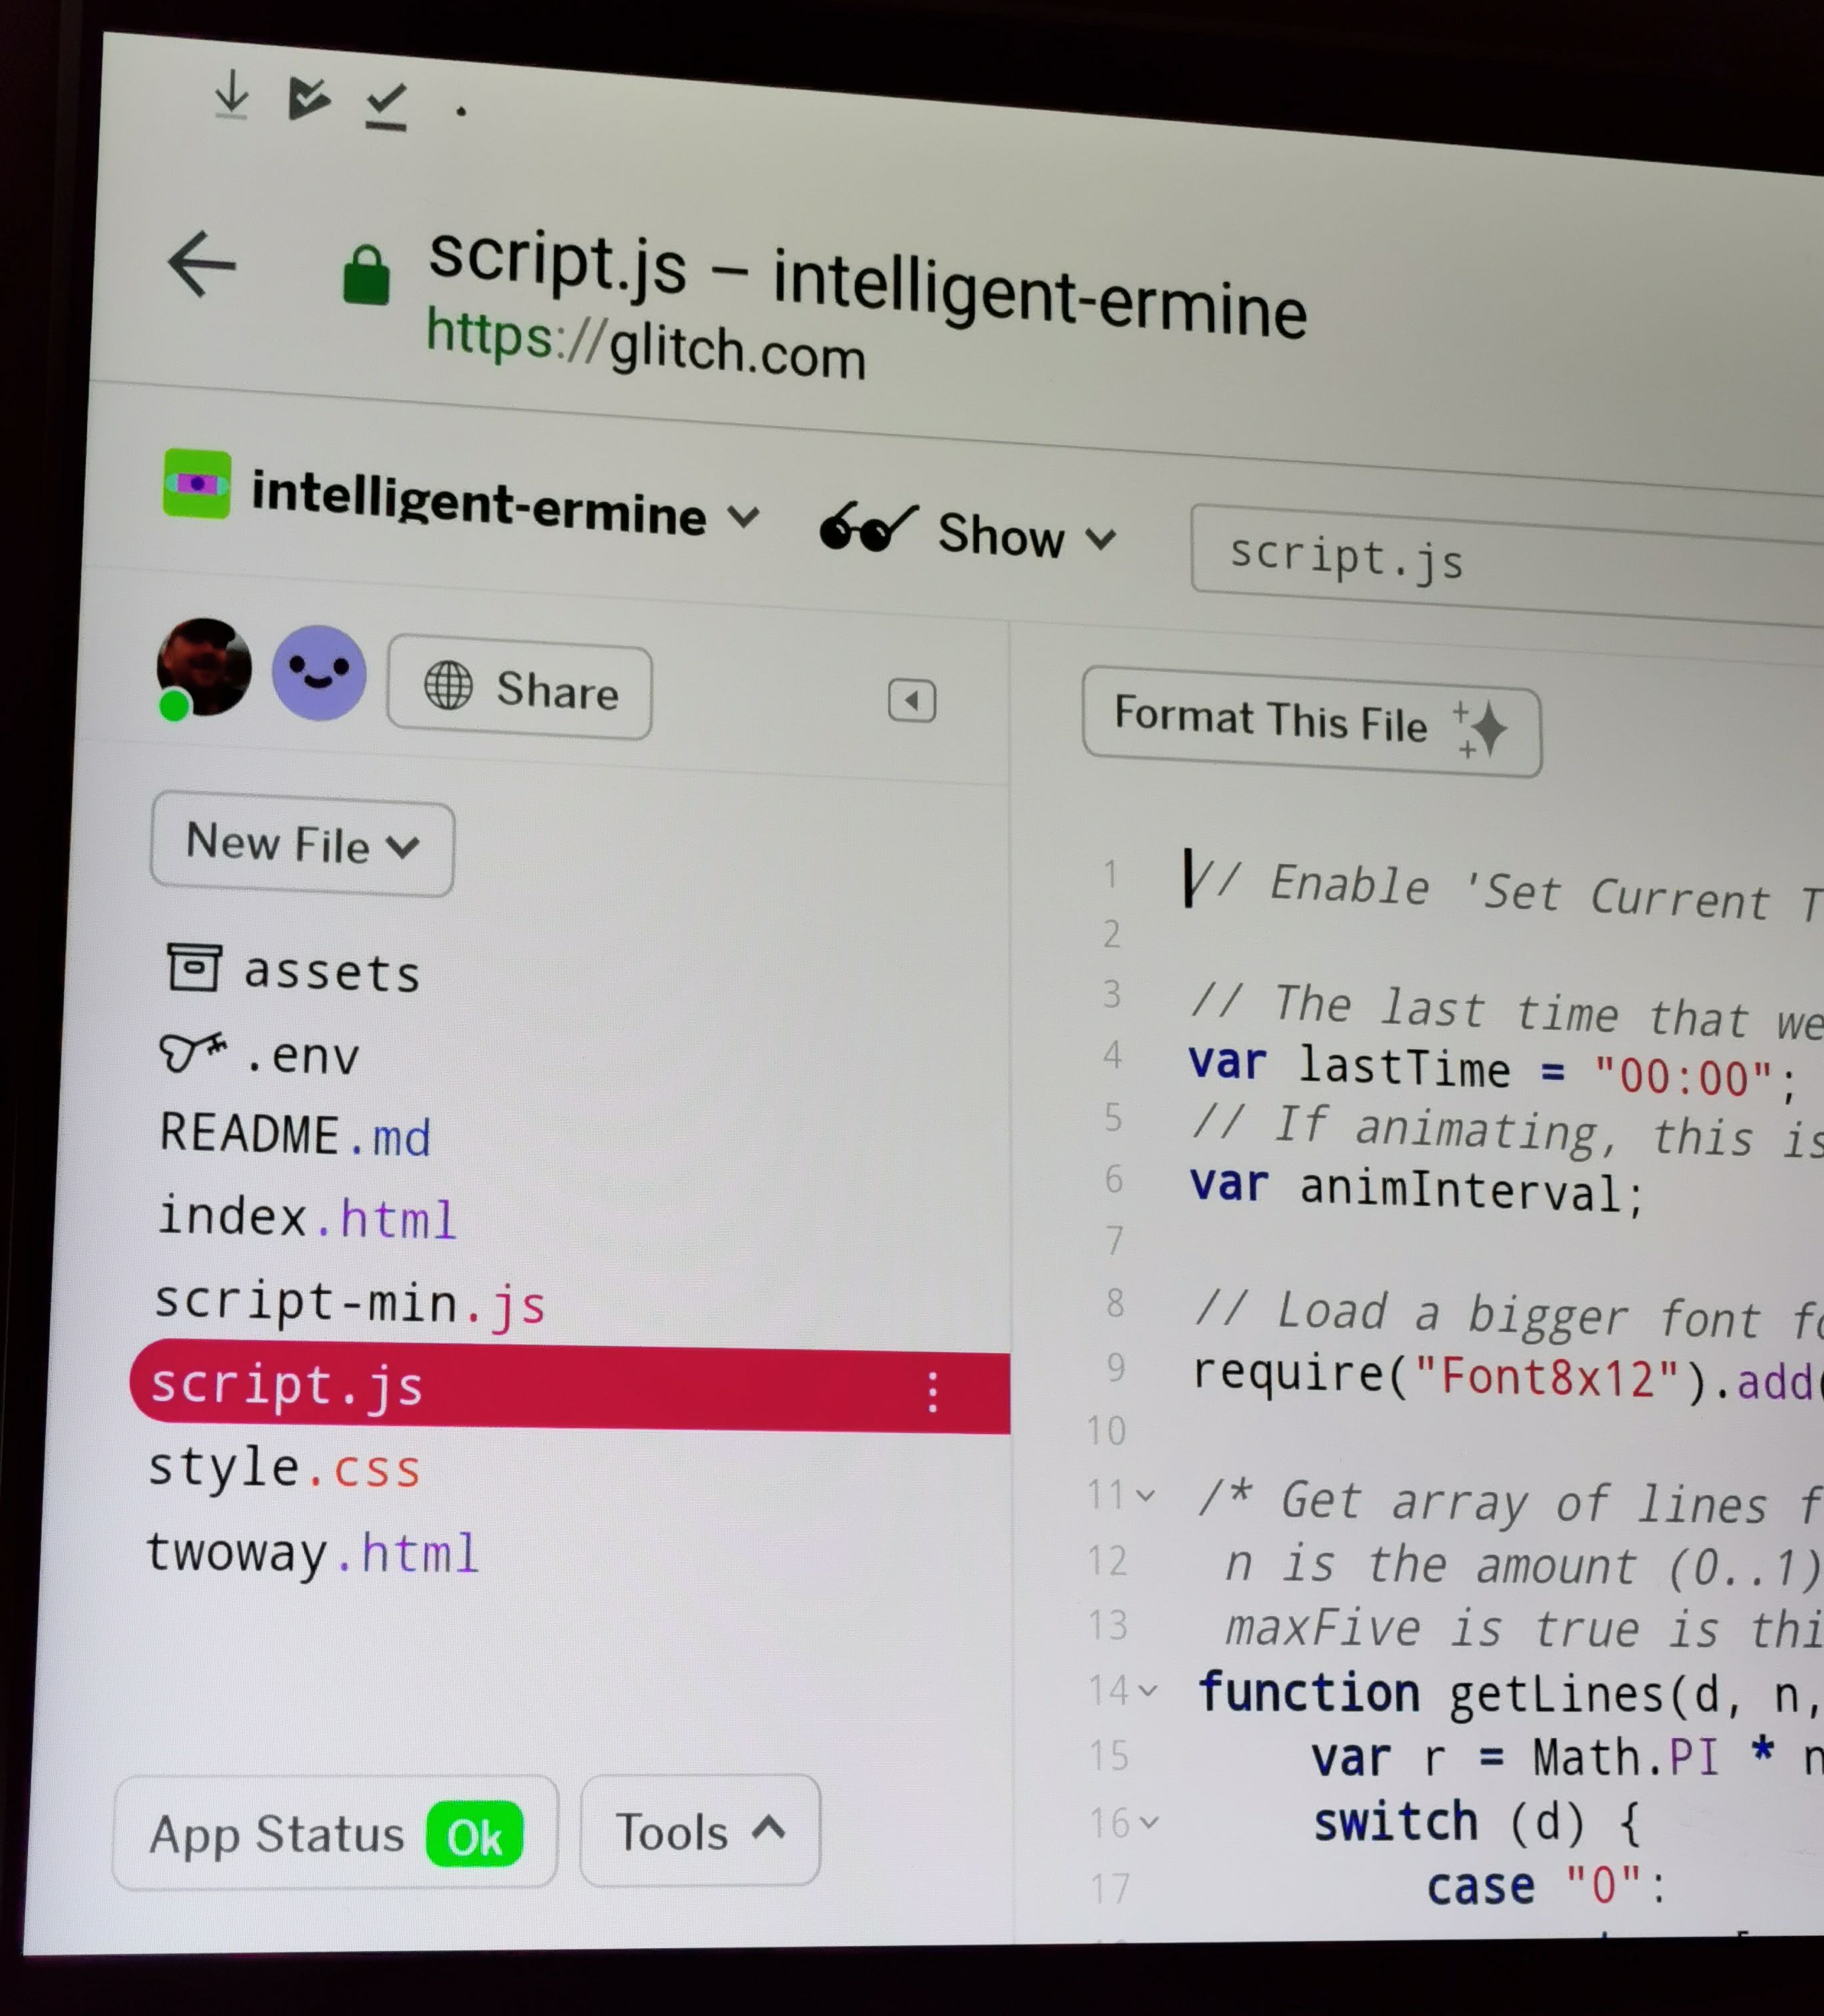 script.js – intelligent-ermine
https://glitch.com
intelligent-ermine Show script.js
Share
Format This File
New File
assets
.env
README.md
index.html
script-min.js
script.js
style.css
twoway.html
App Status Ok Tools
1 // Enable 'Set Current T
2
3 // The last time that we
4 var lastTime = "00:00";
5 // If animating, this is
6 var animInterval;
7
8 // Load a bigger font fo
9 require("Font8x12").add(
10
11 /* Get array of lines f
12 n is the amount (0..1)
13 maxFive is true is thi
14 function getLines(d, n,
15 var r = Math.PI * n
16 switch (d) {
17 case "0":